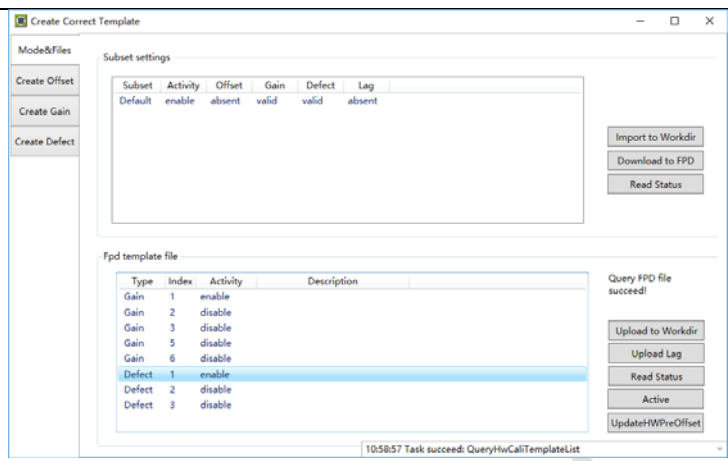 Create Correct Template
Mode&Files
Create Offset
Create Gain
Create Defect
Subset settings
Subset Activity Offset Gain Defect Lag
Default enable absent valid valid absent
Import to Workdir
Download to FPD
Read Status
Fpd template file
Type Index Activity Description
Gain 1 enable
Gain 2 disable
Gain 3 disable
Gain 5 disable
Gain 6 disable
Defect 1 enable
Defect 2 disable
Defect 3 disable
Query FPD file
succeed!
Upload to Workdir
Upload Lag
Read Status
Active
UpdateHWPreOffset
10:58:57 Task succeed: QueryHwCaliTemplateList